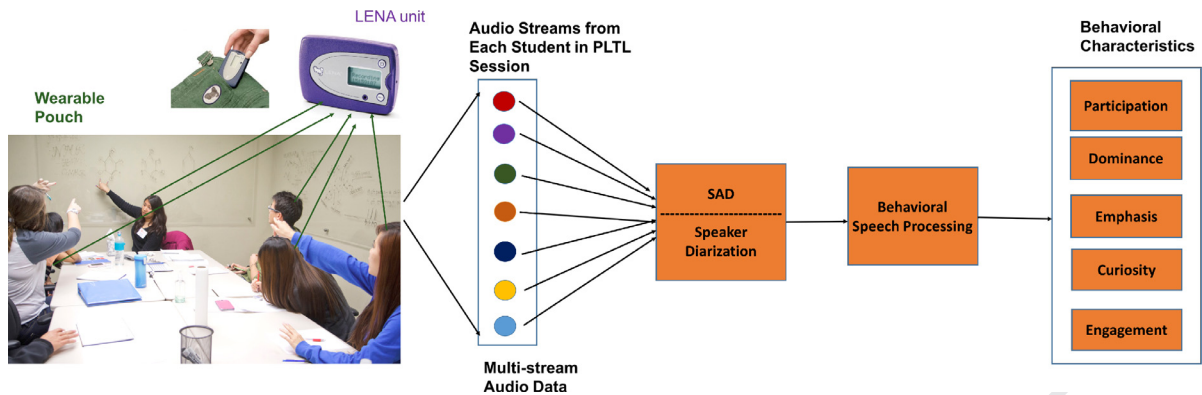 LENA unit
Wearable
Pouch
Audio Streams from
Each Student in PLTL
Session
Multi-stream
Audio Data
SAD
Speaker
Diarization
Behavioral
Speech Processing
Behavioral
Characteristics
Participation
Dominance
Emphasis
Curiosity
Engagement